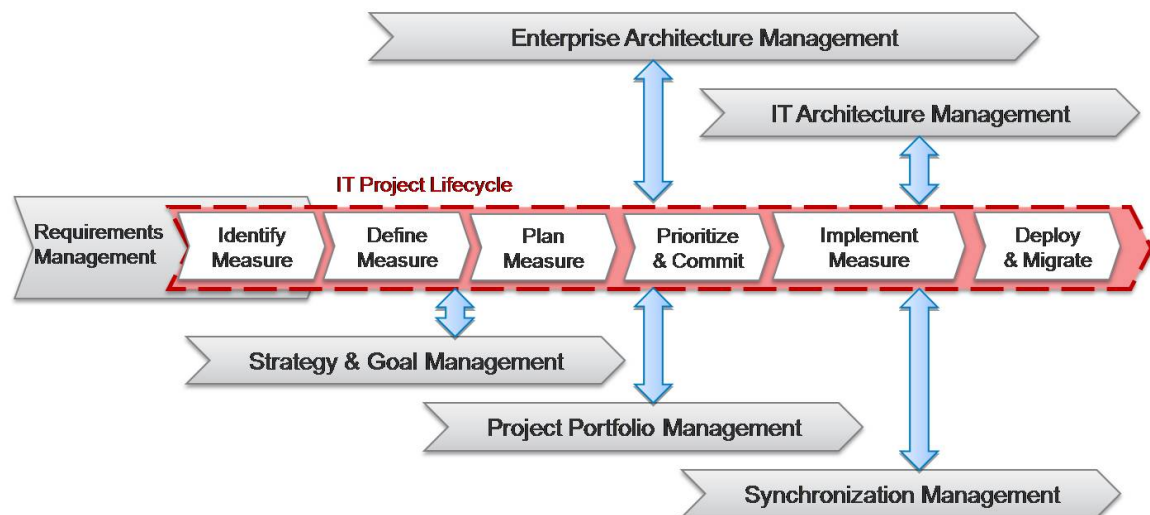 Enterprise Architecture Management
IT Architecture Management
IT Project Lifecycle
Requirements
Management
Identify
Measure
Define
Measure
Plan
Measure
Prioritize
& Commit
Implement
Measure
Deploy
& Migrate
Strategy & Goal Management
Project Portfolio Management
Synchronization Management